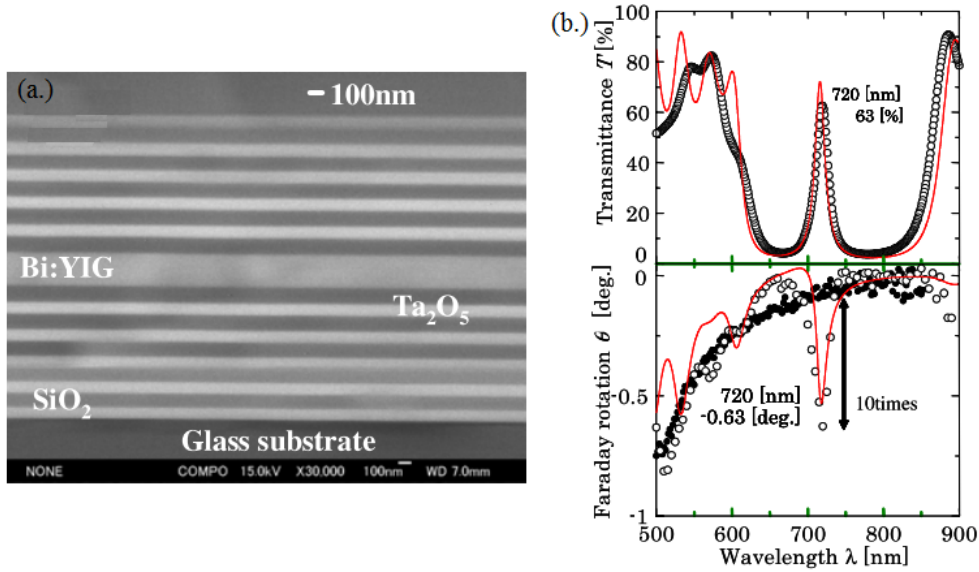 (a.)
100nm
Bi:YIG
Ta₂O₅
SiO₂
Glass substrate
NONE COMPO 15.0kV X30,000 100nm WD 7.0mm
(b.)
Transmittance T [%]
100
80
60
40
20
0
720 [nm]
63 [%]
Faraday rotation θ [deg.]
0
-0.5
-1
720 [nm]
-0.63 [deg.]
10times
500 600 700 800 900
Wavelength λ [nm]